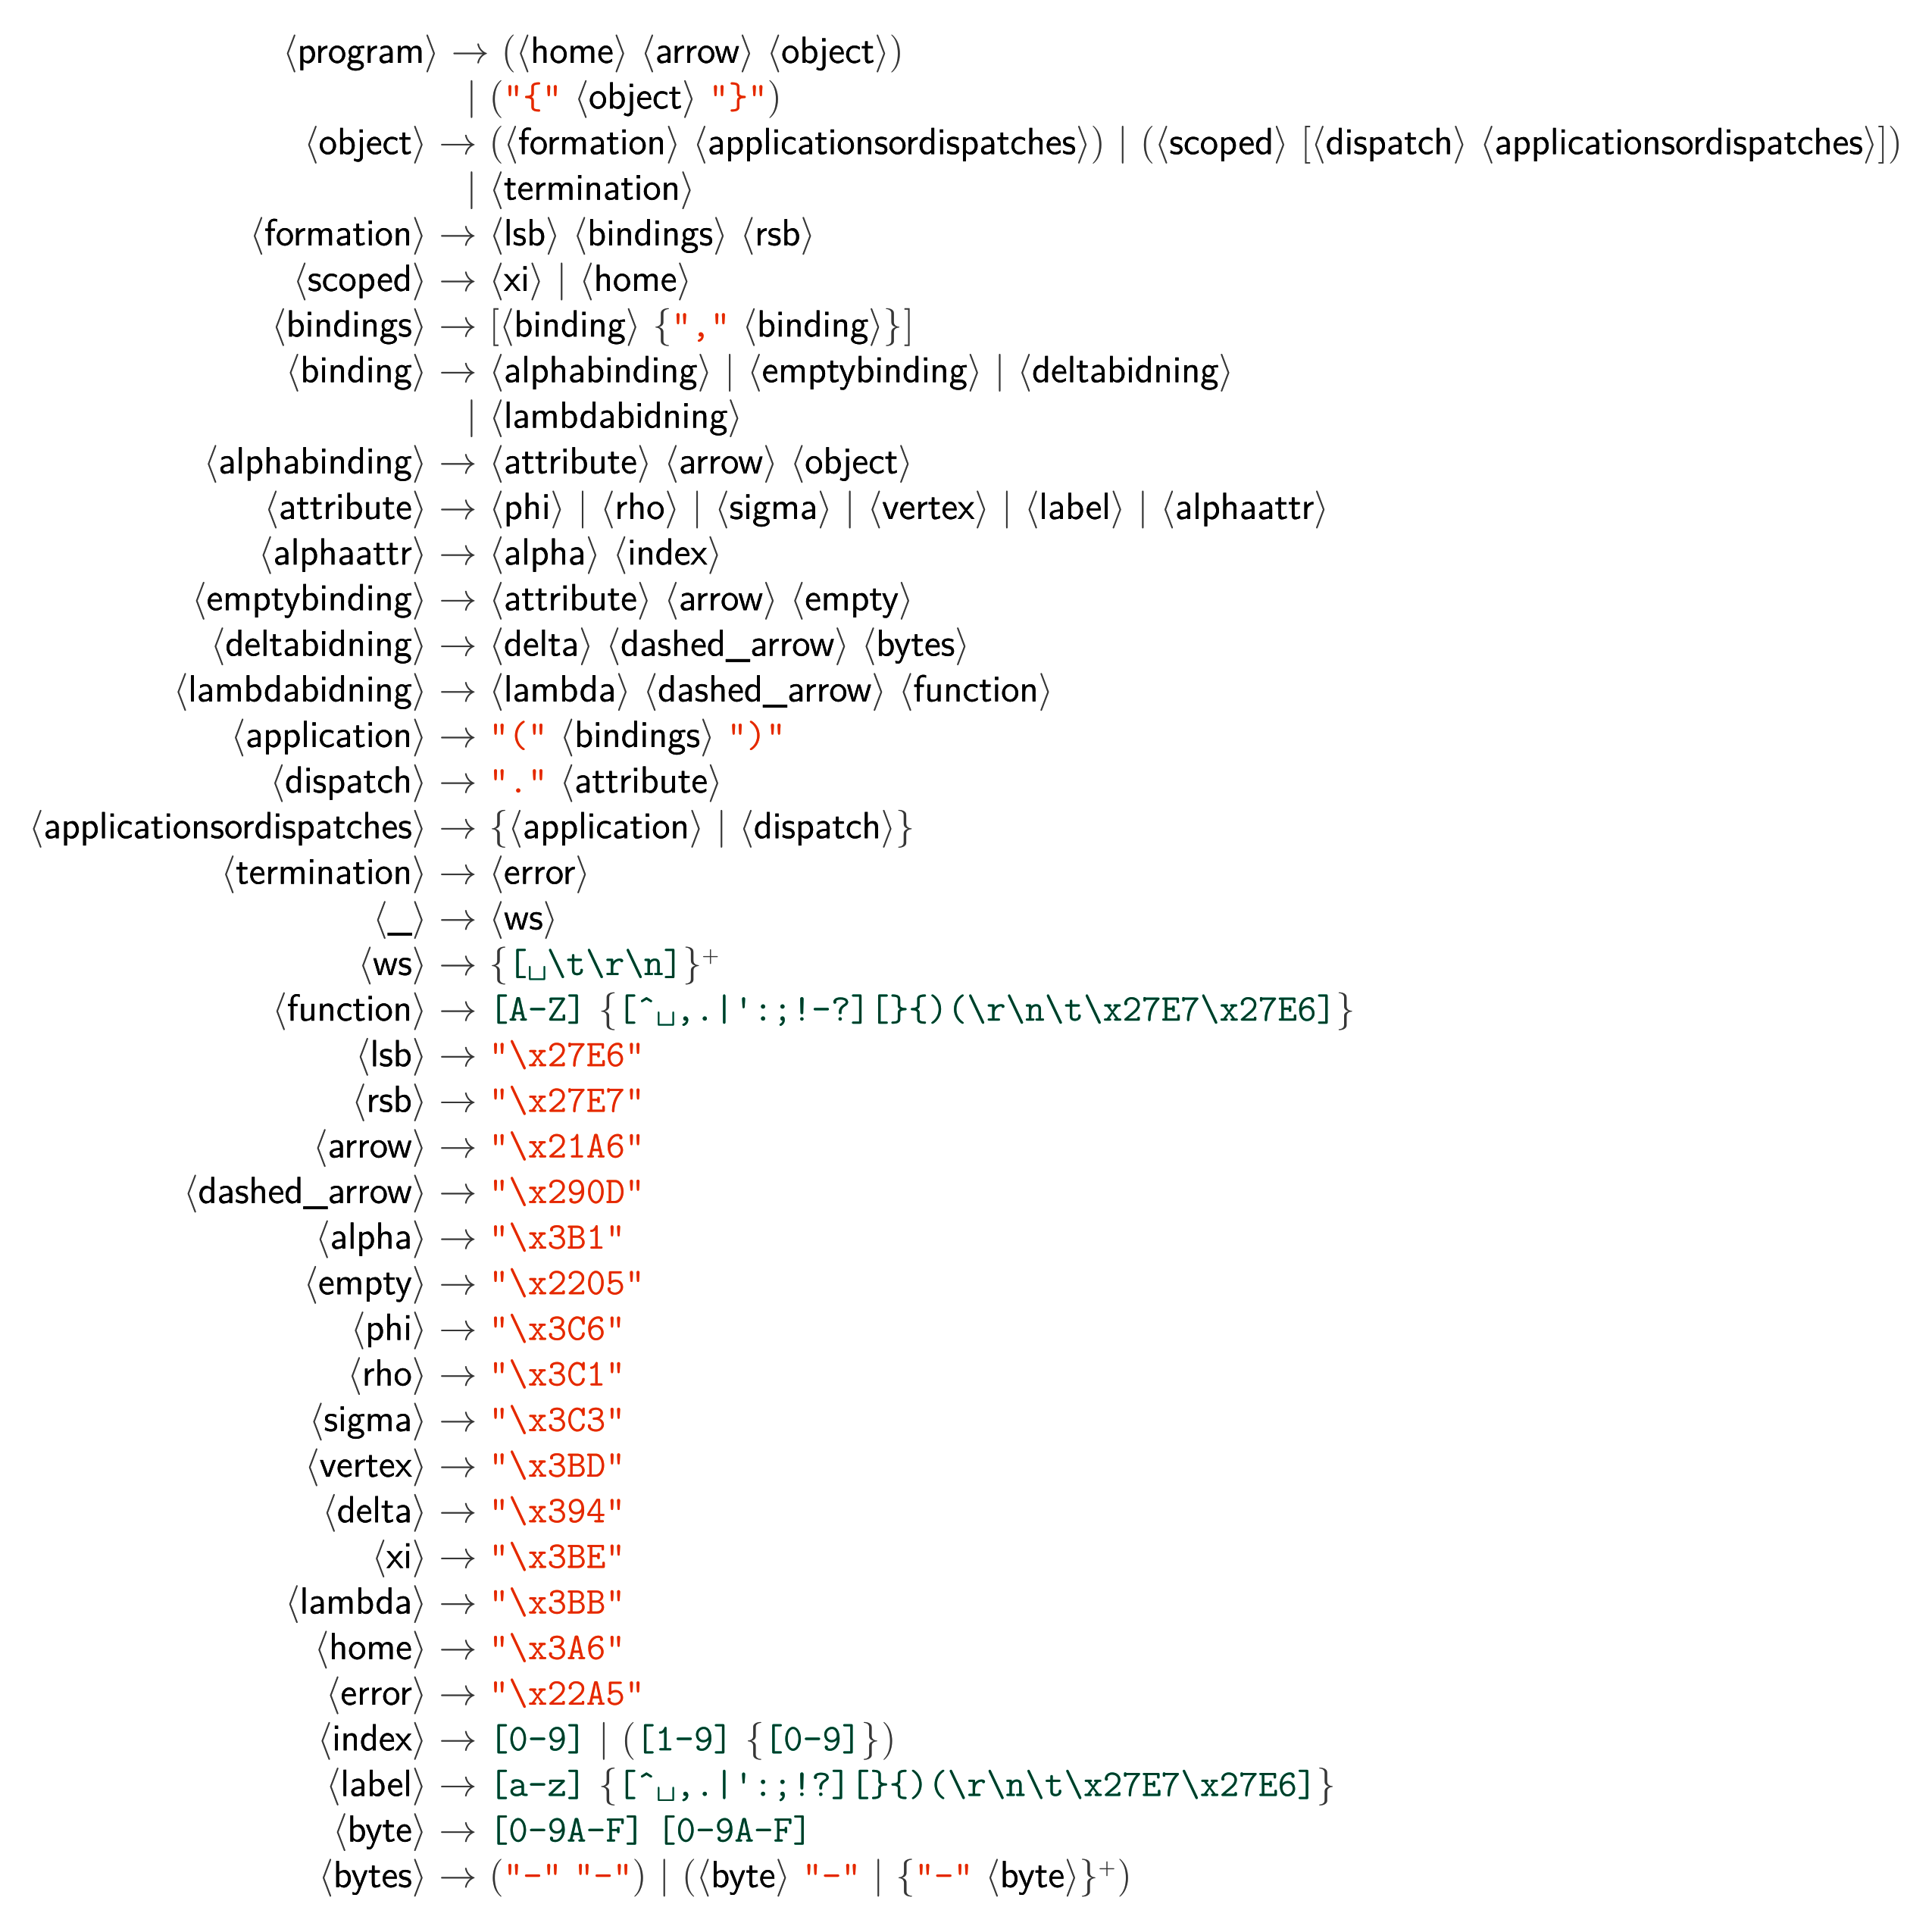 ⟨program⟩ → (⟨home⟩ ⟨arrow⟩ ⟨object⟩)
| ("{" ⟨object⟩ "}")
⟨object⟩ → (⟨formation⟩ ⟨applicationsordispatches⟩) | (⟨scoped⟩ [⟨dispatch⟩ ⟨applicationsordispatches⟩])
| ⟨termination⟩
⟨formation⟩ → ⟨lsb⟩ ⟨bindings⟩ ⟨rsb⟩
⟨scoped⟩ → ⟨xi⟩ | ⟨home⟩
⟨bindings⟩ → [⟨binding⟩ {"," ⟨binding⟩}]
⟨binding⟩ → ⟨alphabinding⟩ | ⟨emptybinding⟩ | ⟨deltabidning⟩
| ⟨lambdabidning⟩
⟨alphabinding⟩ → ⟨attribute⟩ ⟨arrow⟩ ⟨object⟩
⟨attribute⟩ → ⟨phi⟩ | ⟨rho⟩ | ⟨sigma⟩ | ⟨vertex⟩ | ⟨label⟩ | ⟨alphaattr⟩
⟨alphaattr⟩ → ⟨alpha⟩ ⟨index⟩
⟨emptybinding⟩ → ⟨attribute⟩ ⟨arrow⟩ ⟨empty⟩
⟨deltabidning⟩ → ⟨delta⟩ ⟨dashed_arrow⟩ ⟨bytes⟩
⟨lambdabidning⟩ → ⟨lambda⟩ ⟨dashed_arrow⟩ ⟨function⟩
⟨application⟩ → "(" ⟨bindings⟩ ")"
⟨dispatch⟩ → "." ⟨attribute⟩
⟨applicationsordispatches⟩ → {⟨application⟩ | ⟨dispatch⟩}
⟨termination⟩ → ⟨error⟩
⟨_⟩ → ⟨ws⟩
⟨ws⟩ → {[␣\t\r\n]}⁺
⟨function⟩ → [A-Z] {[^␣,.|':;!-?][}{)(\r\n\t\x27E7\x27E6]}
⟨lsb⟩ → "\x27E6"
⟨rsb⟩ → "\x27E7"
⟨arrow⟩ → "\x21A6"
⟨dashed_arrow⟩ → "\x290D"
⟨alpha⟩ → "\x3B1"
⟨empty⟩ → "\x2205"
⟨phi⟩ → "\x3C6"
⟨rho⟩ → "\x3C1"
⟨sigma⟩ → "\x3C3"
⟨vertex⟩ → "\x3BD"
⟨delta⟩ → "\x394"
⟨xi⟩ → "\x3BE"
⟨lambda⟩ → "\x3BB"
⟨home⟩ → "\x3A6"
⟨error⟩ → "\x22A5"
⟨index⟩ → [0-9] | ([1-9] {[0-9]})
⟨label⟩ → [a-z] {[^␣,.|':;!?][}{)(\r\n\t\x27E7\x27E6]}
⟨byte⟩ → [0-9A-F] [0-9A-F]
⟨bytes⟩ → ("-" "-") | (⟨byte⟩ "-" | {"-" ⟨byte⟩}⁺)